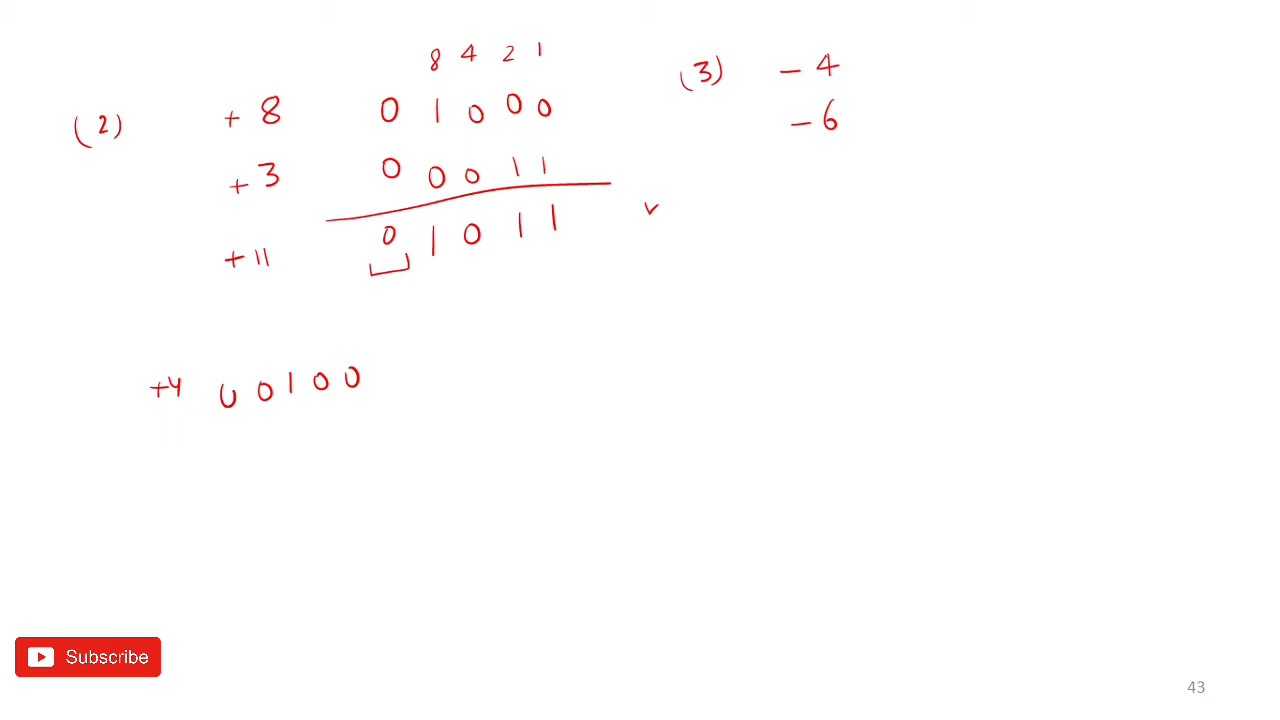 8 4 2 1
(2) + 8 0 1 0 0 0
+ 3 0 0 0 1 1
+ 11 0 1 0 1 1
(3) - 4
- 6
+4 0 0 1 0 0
Subscribe
43